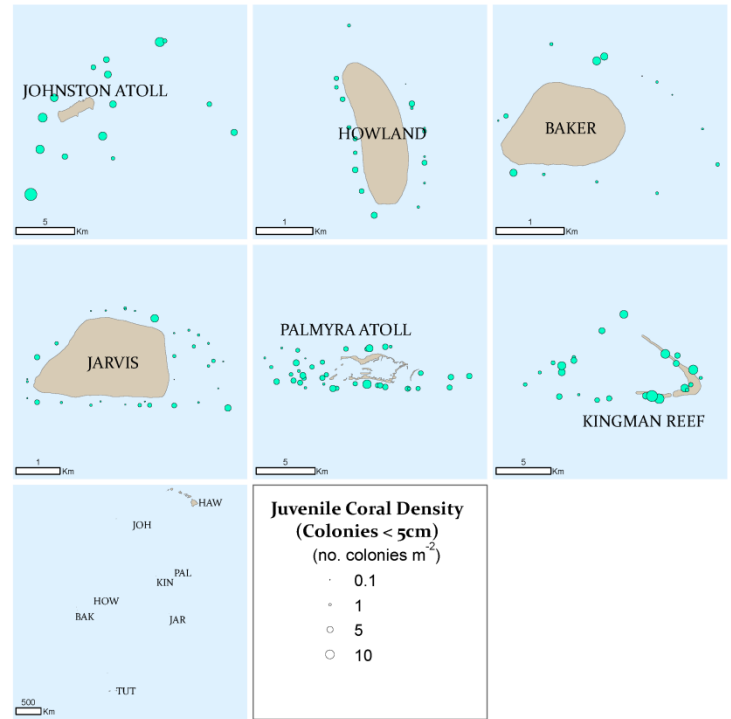 JOHNSTON ATOLL
5
Km
HOWLAND
1
Km
BAKER
1
Km
JARVIS
1
Km
PALMYRA ATOLL
5
Km
KINGMAN REEF
5
Km
HAW
JOH
PAL
KIN
HOW
BAK
JAR
TUT
500
Km
Juvenile Coral Density
(Colonies < 5cm)
(no. colonies m⁻²)
0.1
1
5
10